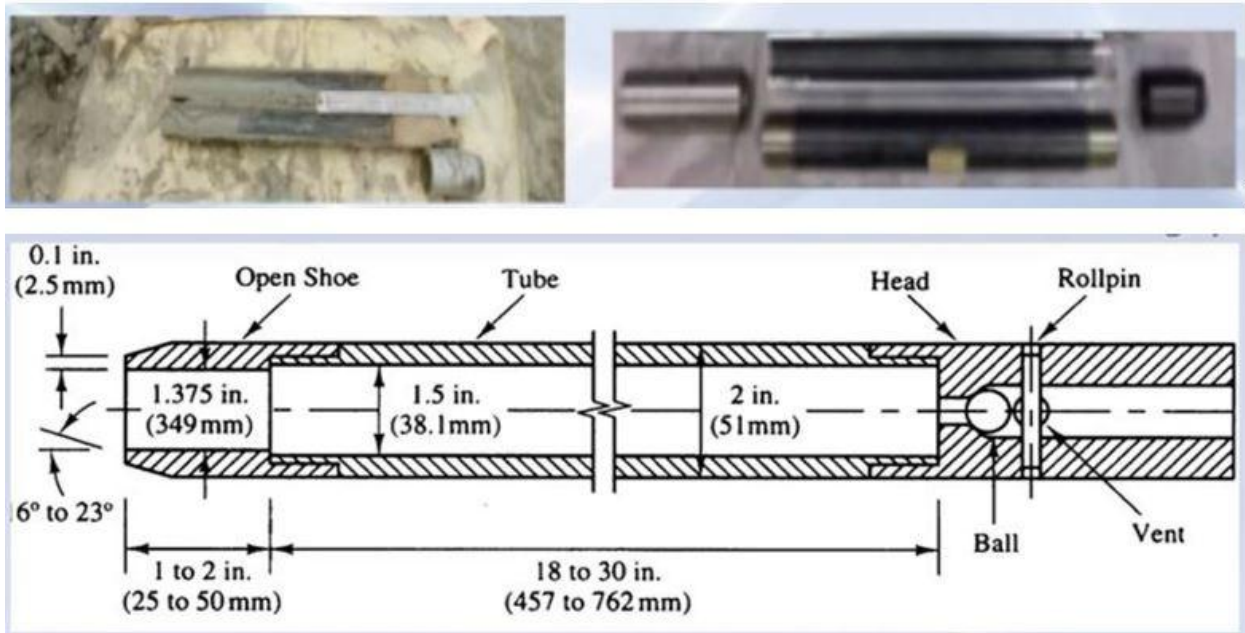 0.1 in.
(2.5mm)
Open Shoe
Tube
Head
Rollpin
1.375 in.
(349mm)
1.5 in.
(38.1mm)
2 in.
(51mm)
6° to 23°
Ball
Vent
1 to 2 in.
(25 to 50mm)
18 to 30 in.
(457 to 762mm)